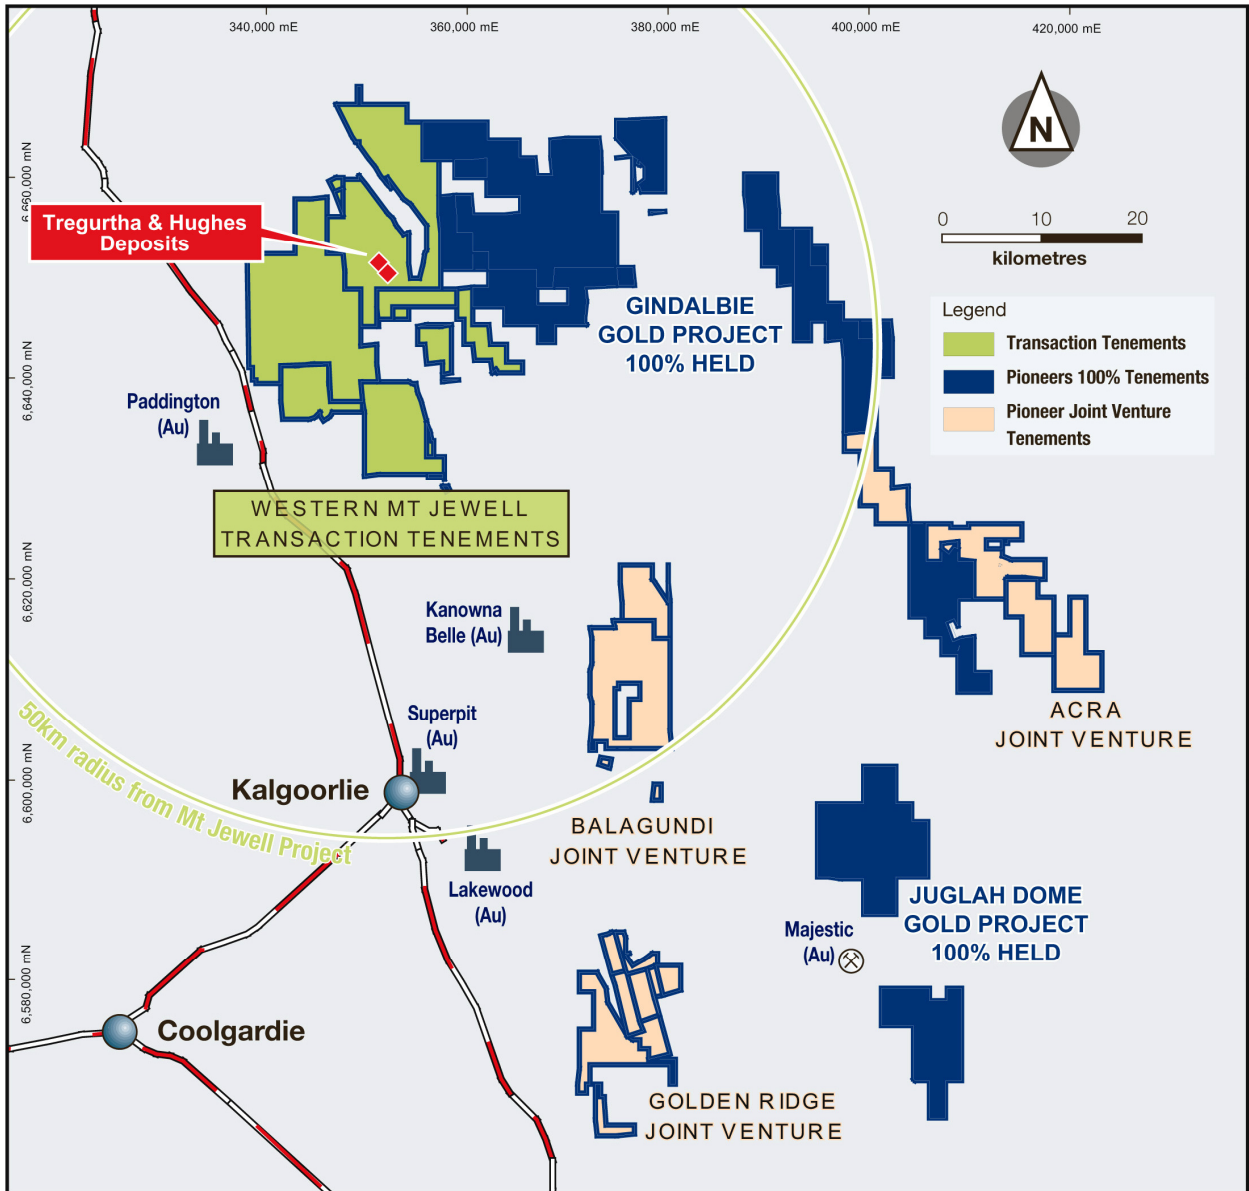 340,000 mE
360,000 mE
380,000 mE
400,000 mE
420,000 mE
6,660,000 mN
6,640,000 mN
6,620,000 mN
6,600,000 mN
6,580,000 mN
N
0 10 20
kilometres
Legend
Transaction Tenements
Pioneers 100% Tenements
Pioneer Joint Venture
Tenements
Tregurtha & Hughes
Deposits
GINDALBIE
GOLD PROJECT
100% HELD
Paddington
(Au)
WESTERN MT JEWELL
TRANSACTION TENEMENTS
Kanowna
Belle (Au)
Superpit
(Au)
Kalgoorlie
50km radius from Mt Jewell Project
ACRA
JOINT VENTURE
BALAGUNDI
JOINT VENTURE
Lakewood
(Au)
JUGLAH DOME
GOLD PROJECT
100% HELD
Majestic
(Au)
Coolgardie
GOLDEN RIDGE
JOINT VENTURE